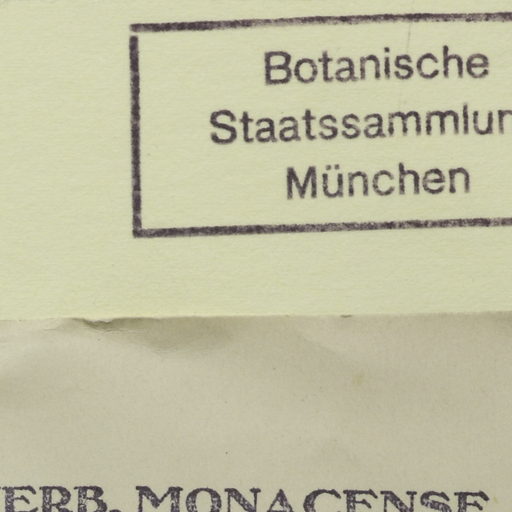 Botanische
Staatssammlun
München
ERB. MONACENSE